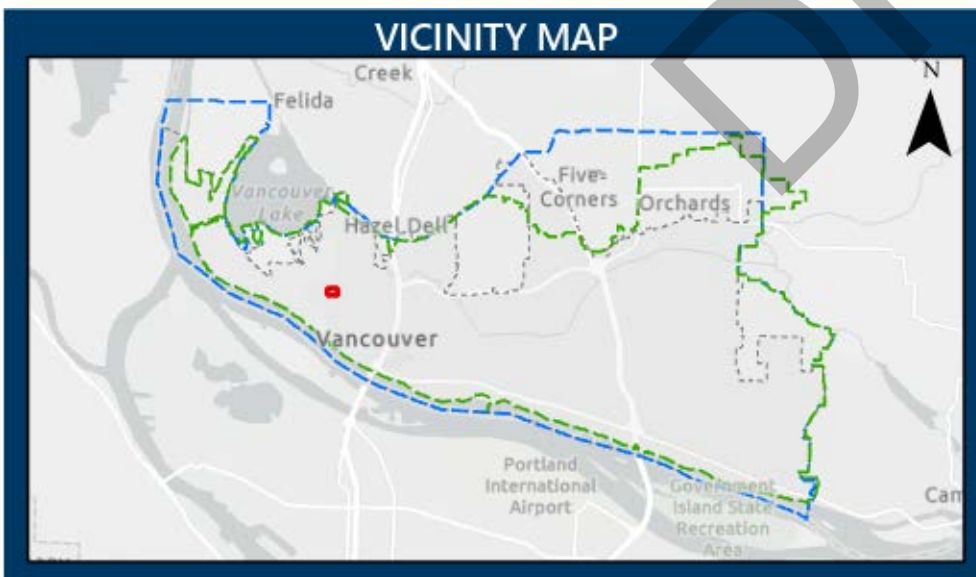 VICINITY MAP
Creek
N
Felida
Vancouver
Lake
Five
Corners
Orchards
Hazel Dell
Vancouver
Portland
International
Airport
Government
Island State
Recreation
Area
Cam